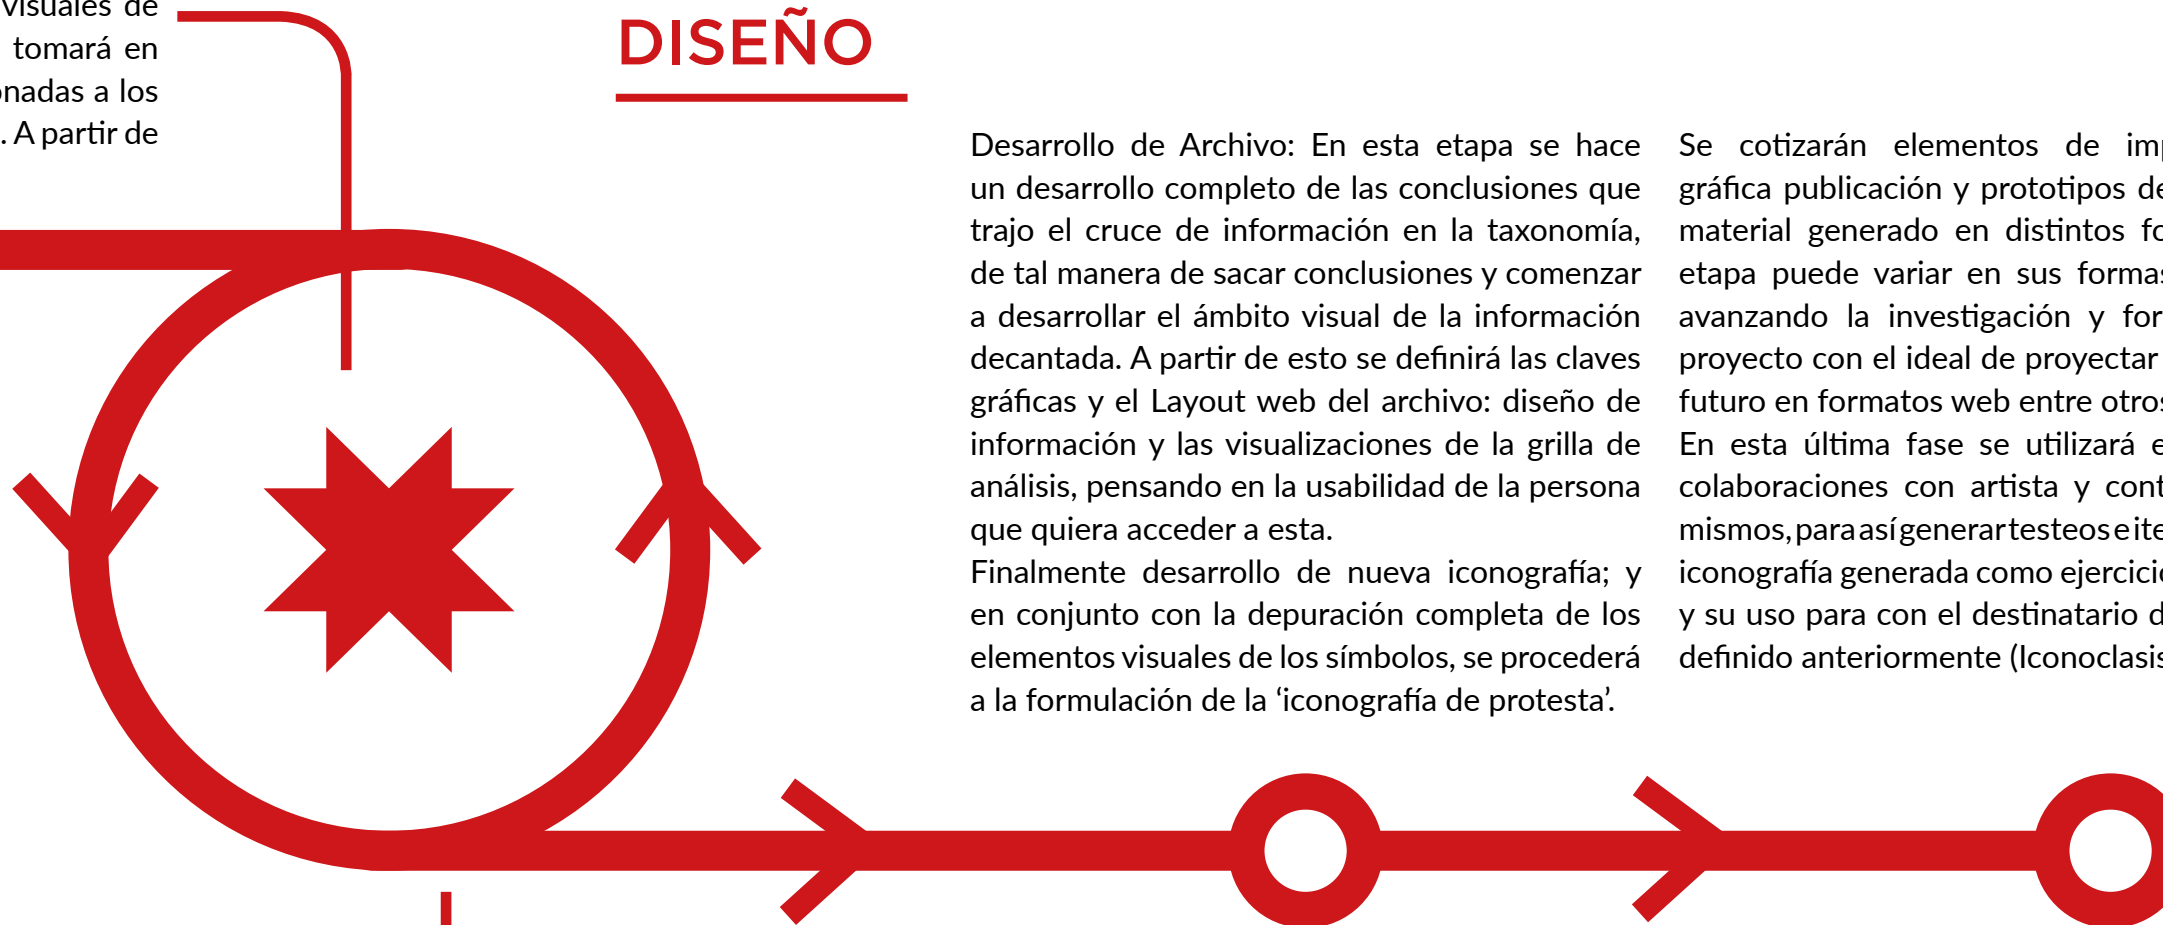 visuales de
tomará en
a los
. A partir de
DISEÑO
Desarrollo de Archivo: En esta etapa se hace
un desarrollo completo de las conclusiones que
trajo el cruce de información en la taxonomía,
de tal manera de sacar conclusiones y comenzar
a desarrollar el ámbito visual de la información
decantada. A partir de esto se definirá las claves
gráficas y el Layout web del archivo: diseño de
información y las visualizaciones de la grilla de
análisis, pensando en la usabilidad de la persona
que quiera acceder a esta.
Finalmente desarrollo de nueva iconografía; y
en conjunto con la depuración completa de los
elementos visuales de los símbolos, se procederá
a la formulación de la ‘iconografía de protesta’.
Se cotizarán elementos de
gráfica publicación y prototipos
material generado en distintos
etapa puede variar en sus
avanzando la investigación y
proyecto con el ideal de proyectar
futuro en formatos web entre
En esta última fase se utilizará
colaboraciones con artista y
mismos, para así generar testeos e
iconografía generada como
y su uso para con el destinatario
definido anteriormente